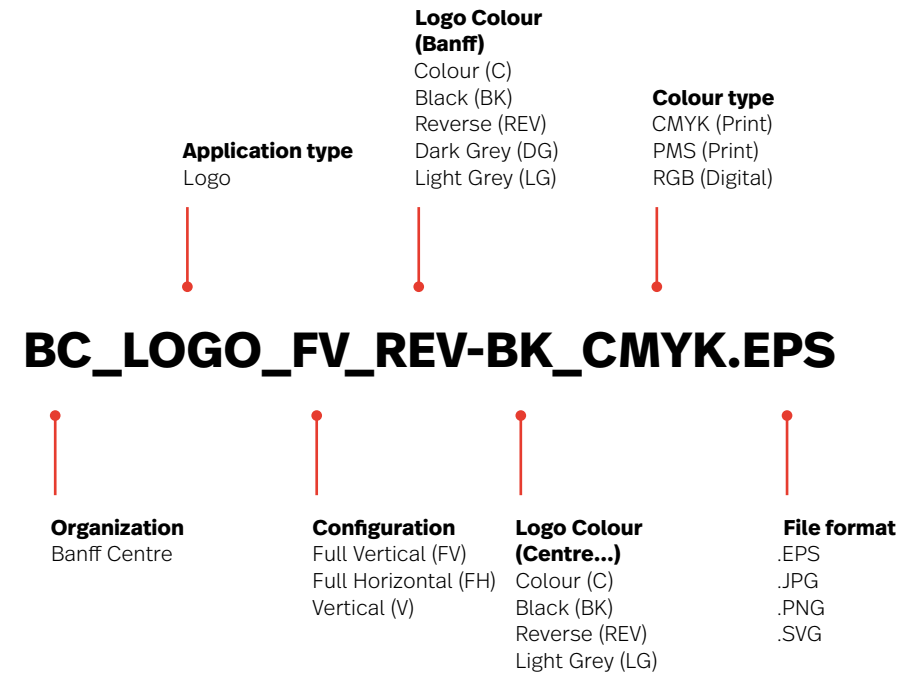 Logo Colour
(Banff)
Colour (C)
Black (BK)
Reverse (REV)
Dark Grey (DG)
Light Grey (LG)
Colour type
CMYK (Print)
PMS (Print)
RGB (Digital)
Application type
Logo
BC_LOGO_FV_REV-BK_CMYK.EPS
Organization
Banff Centre
Configuration
Full Vertical (FV)
Full Horizontal (FH)
Vertical (V)
Logo Colour
(Centre...)
Colour (C)
Black (BK)
Reverse (REV)
Light Grey (LG)
File format
.EPS
.JPG
.PNG
.SVG